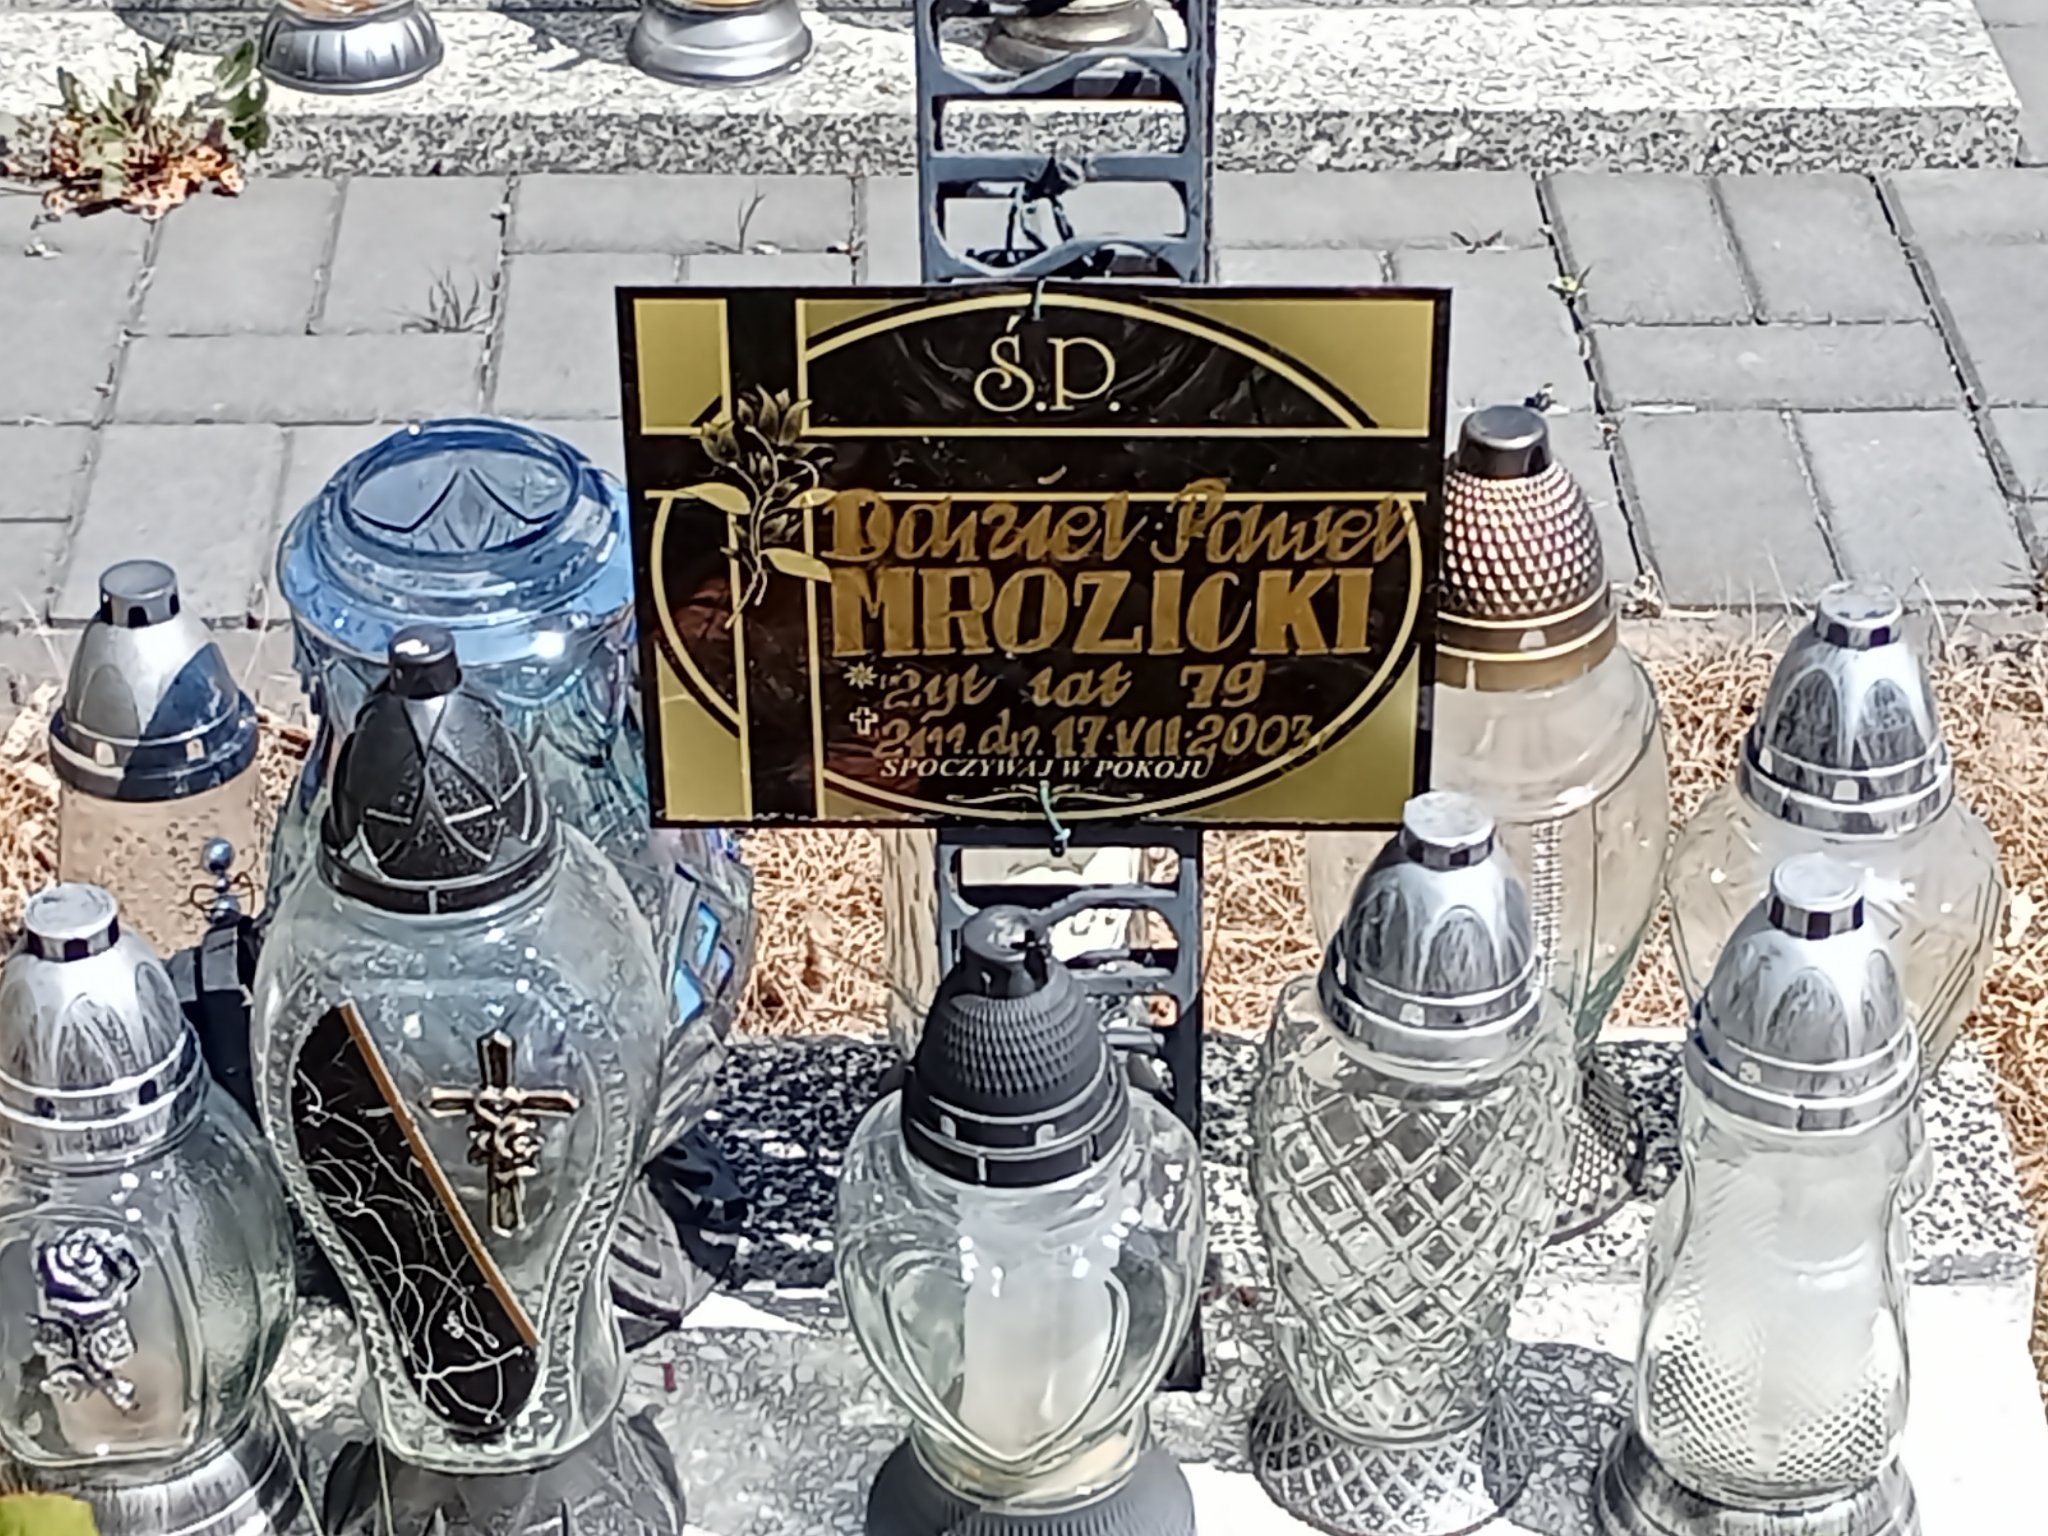 Ś.P.
Daniel Paweł
MROZICKI
żył lat 79
zm. dn. 17.VII.2003
SPOCZYWAJ W POKOJU